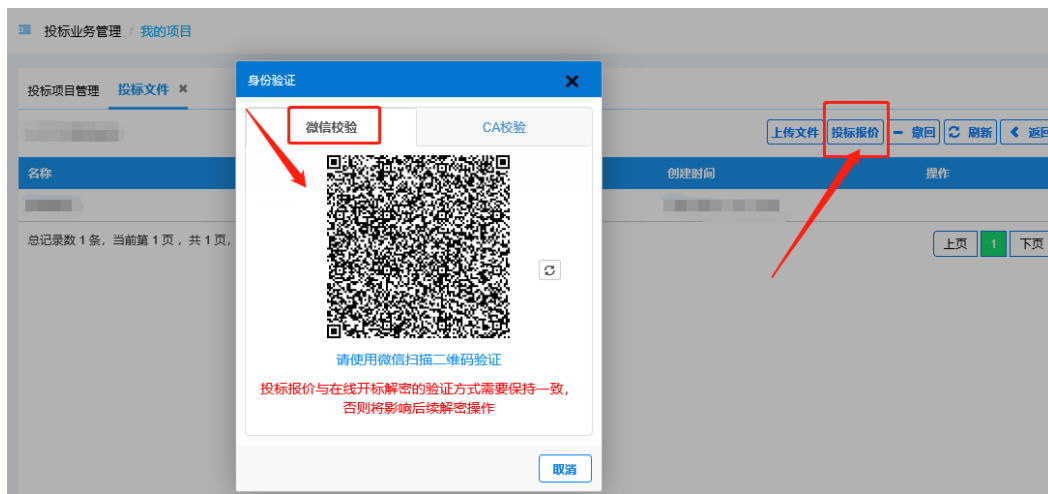 投标业务管理 / 我的项目
投标项目管理 投标文件 ×
身份验证 ×
微信校验 CA校验
上传文件 投标报价 － 撤回 刷新 返回
名称 创建时间 操作
总记录数 1 条, 当前第 1 页, 共 1 页,
上页 1 下页
请使用微信扫描二维码验证
投标报价与在线开标解密的验证方式需要保持一致,
否则将影响后续解密操作
取消